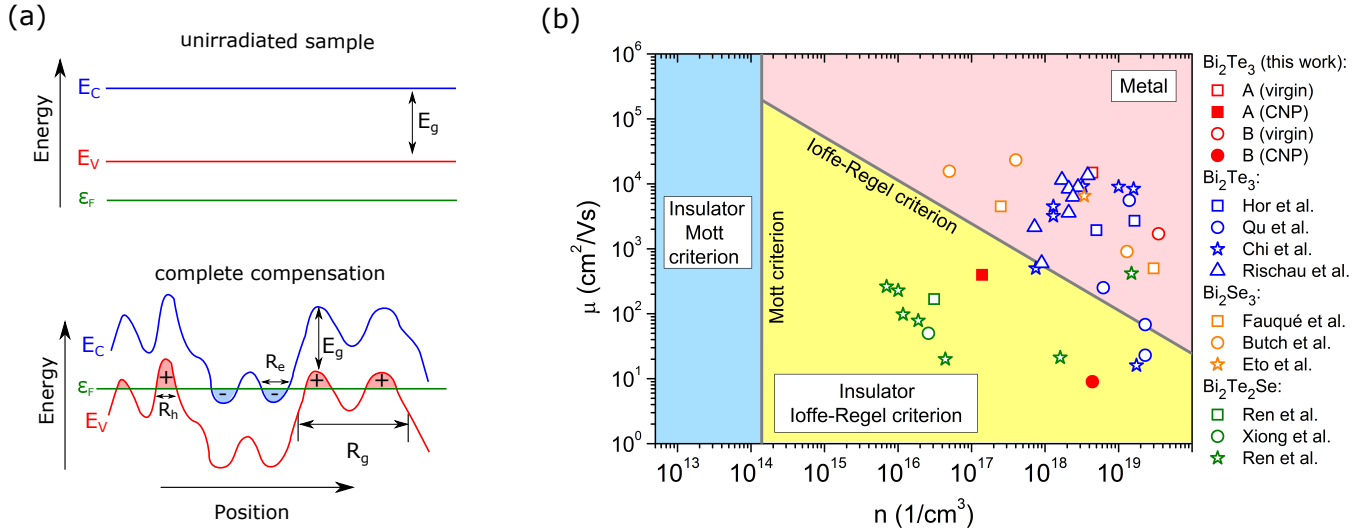 (a)
unirradiated sample
Energy
E_C
E_g
E_V
ε_F
complete compensation
Energy
E_C
E_g
R_e
ε_F
+
-
-
+
+
R_h
E_V
R_g
Position
(b)
μ (cm²/Vs)
10⁶
10⁵
10⁴
10³
10²
10¹
10⁰
Metal
Ioffe-Regel criterion
Insulator
Mott
criterion
Mott criterion
Insulator
Ioffe-Regel criterion
10¹³
10¹⁴
10¹⁵
10¹⁶
10¹⁷
10¹⁸
10¹⁹
n (1/cm³)
Bi₂Te₃ (this work):
A (virgin)
A (CNP)
B (virgin)
B (CNP)
Bi₂Te₃:
Hor et al.
Qu et al.
Chi et al.
Rischau et al.
Bi₂Se₃:
Fauqué et al.
Butch et al.
Eto et al.
Bi₂Te₂Se:
Ren et al.
Xiong et al.
Ren et al.